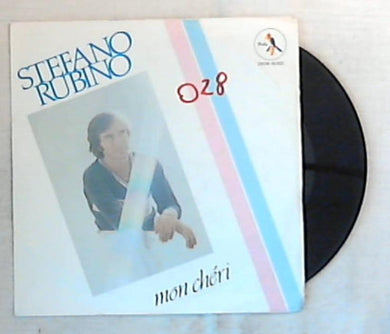 STEFANO
RUBINO
028
mon chéri